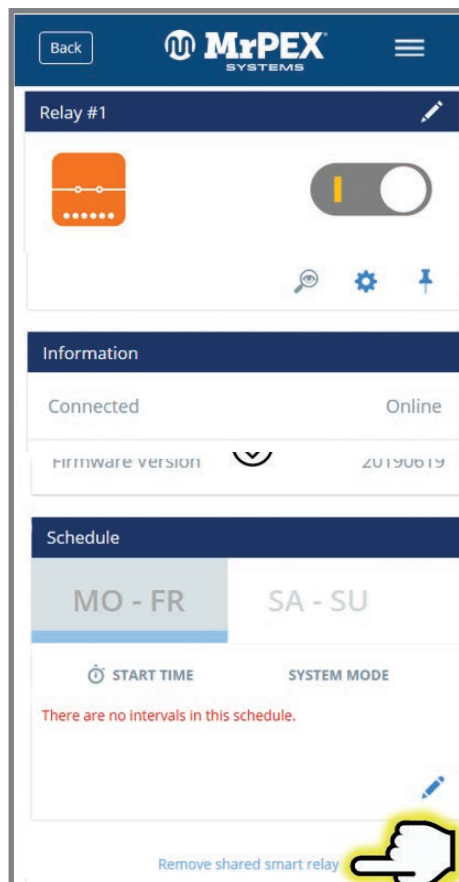 Back
MrPEX
SYSTEMS
Relay #1
Information
Connected Online
Firmware Version 20190619
Schedule
MO - FR SA - SU
START TIME SYSTEM MODE
There are no intervals in this schedule.
Remove shared smart relay